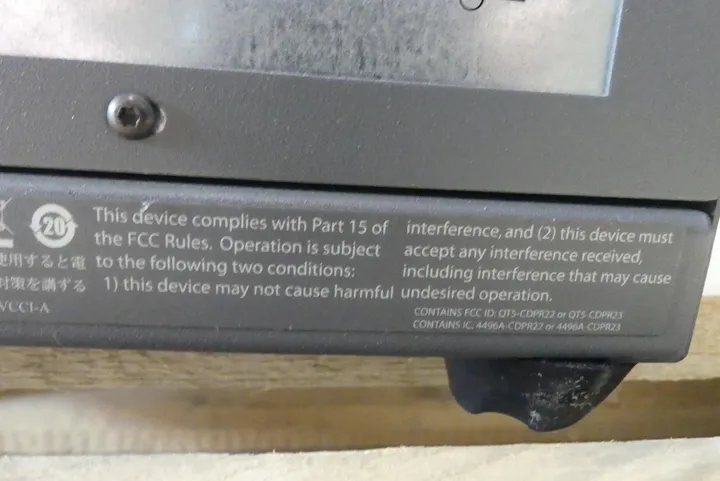 20
This device complies with Part 15 of
the FCC Rules. Operation is subject
to the following two conditions:
1) this device may not cause harmful
interference, and (2) this device must
accept any interference received,
including interference that may cause
undesired operation.
CONTAINS FCC ID: QT5-CDPR22 or QT5-CDPR23
CONTAINS IC, 4496A-CDPR22 or 4496A-CDPR23
使用すると電
対策を講ずる
VCCI-A